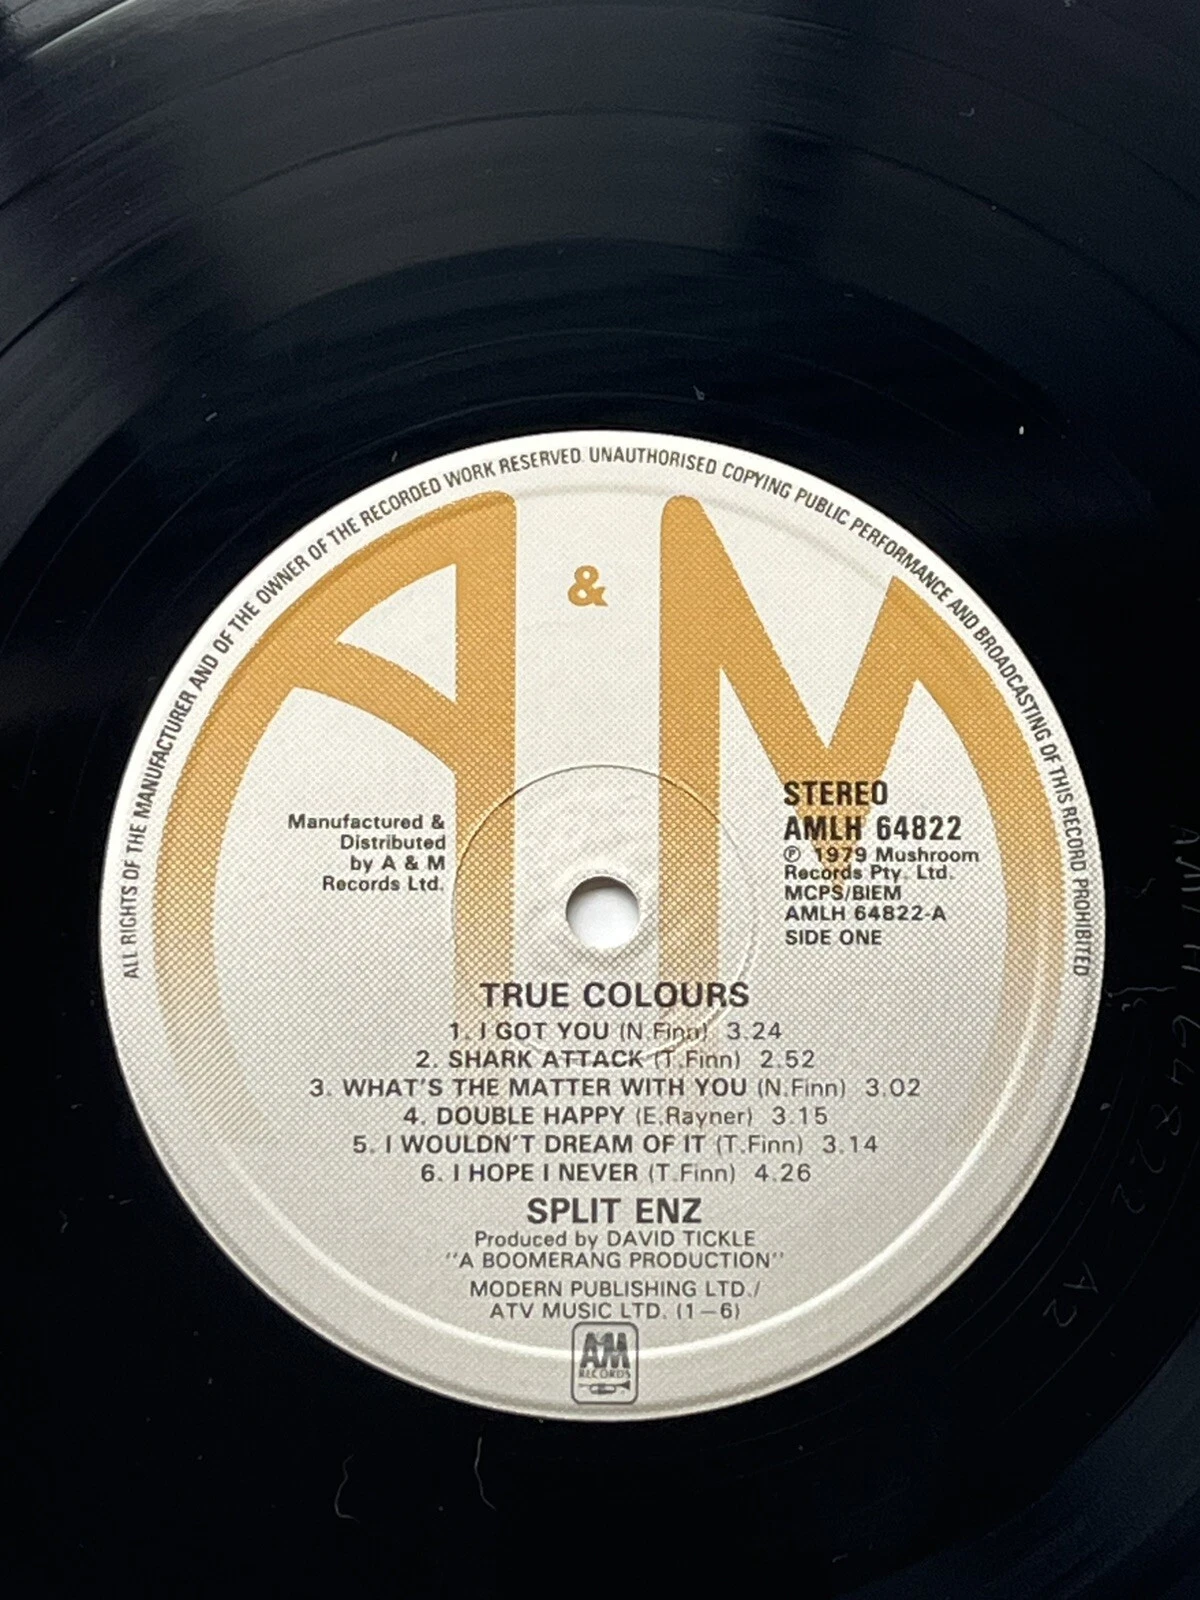 ALL RIGHTS OF THE MANUFACTURER AND OF THE OWNER OF THE RECORDED WORK RESERVED. UNAUTHORISED COPYING PUBLIC PERFORMANCE AND BROADCASTING OF THIS RECORD PROHIBITED
A & M
Manufactured &
Distributed
by A & M
Records Ltd.
STEREO
AMLH 64822
℗ 1979 Mushroom
Records Pty. Ltd.
MCPS/BIEM
AMLH 64822-A
SIDE ONE
TRUE COLOURS
1. I GOT YOU (N.Finn) 3.24
2. SHARK ATTACK (T.Finn) 2.52
3. WHAT'S THE MATTER WITH YOU (N.Finn) 3.02
4. DOUBLE HAPPY (E.Rayner) 3.15
5. I WOULDN'T DREAM OF IT (T.Finn) 3.14
6. I HOPE I NEVER (T.Finn) 4.26
SPLIT ENZ
Produced by DAVID TICKLE
"A BOOMERANG PRODUCTION"
MODERN PUBLISHING LTD./
ATV MUSIC LTD. (1–6)
A&M
RECORDS
64822 A2